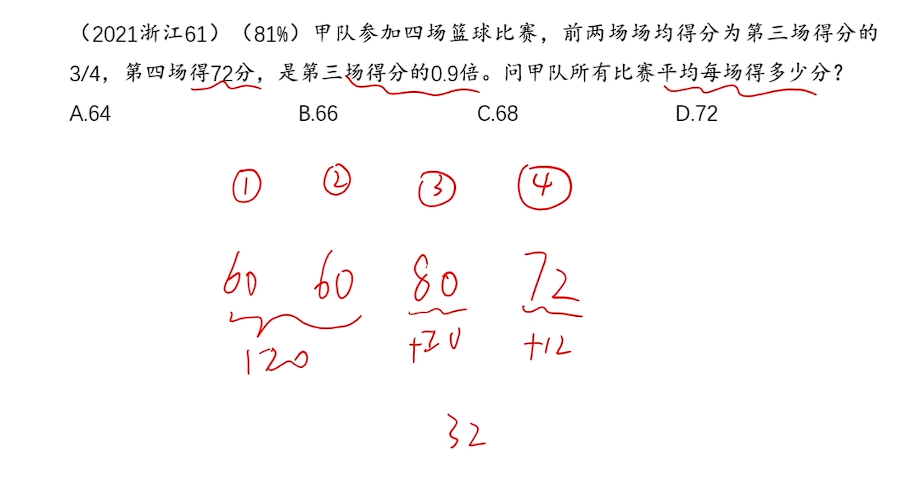 （2021浙江61）（81%）甲队参加四场篮球比赛，前两场场均得分为第三场得分的
3/4，第四场得72分，是第三场得分的0.9倍。问甲队所有比赛平均每场得多少分？
A.64 B.66 C.68 D.72
① ② ③ ④
60 60 80 72
120 +20 +12
32